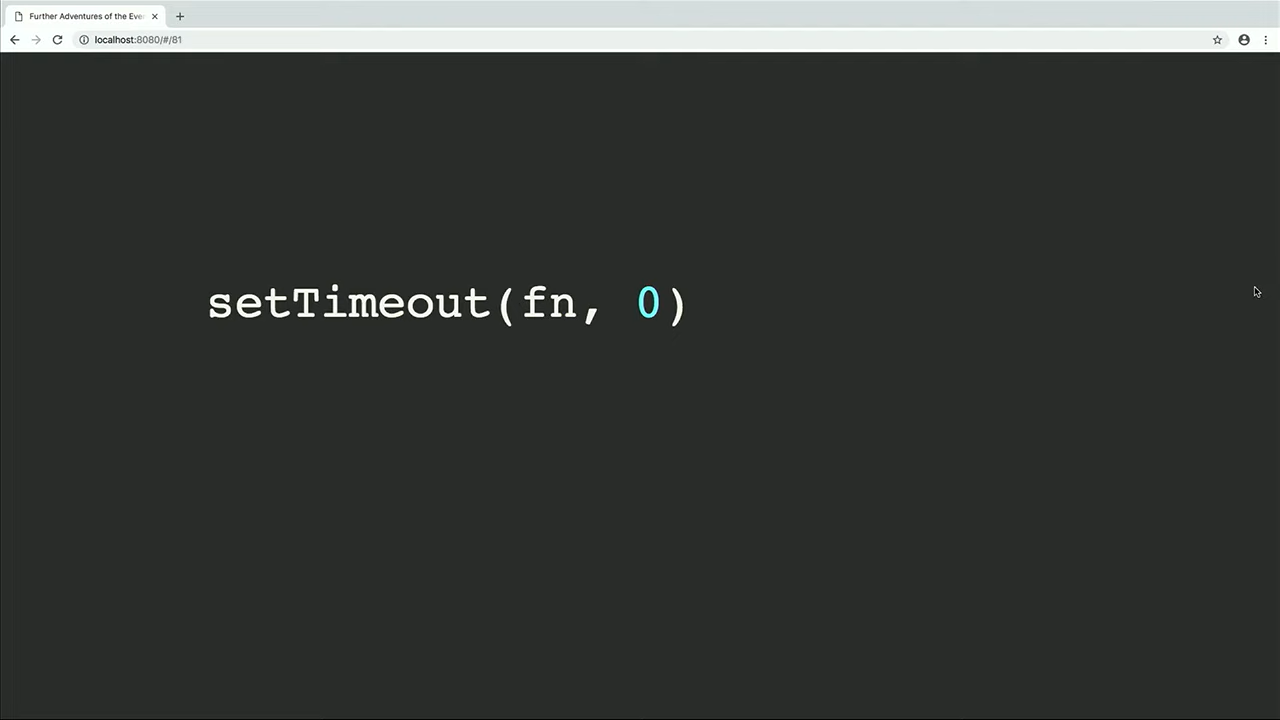 Further Adventures of the Eve
localhost:8080/#/81
setTimeout(fn, 0)